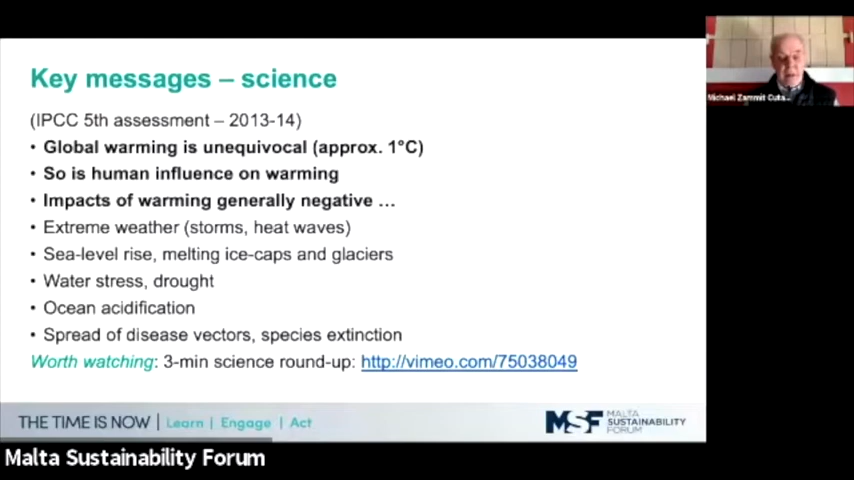 Key messages – science
(IPCC 5th assessment – 2013-14)
• Global warming is unequivocal (approx. 1°C)
• So is human influence on warming
• Impacts of warming generally negative …
• Extreme weather (storms, heat waves)
• Sea-level rise, melting ice-caps and glaciers
• Water stress, drought
• Ocean acidification
• Spread of disease vectors, species extinction
Worth watching: 3-min science round-up: http://vimeo.com/75038049
THE TIME IS NOW | Learn | Engage | Act
MSF MALTA
SUSTAINABILITY
FORUM
Michael Zammit Cuta...
Malta Sustainability Forum